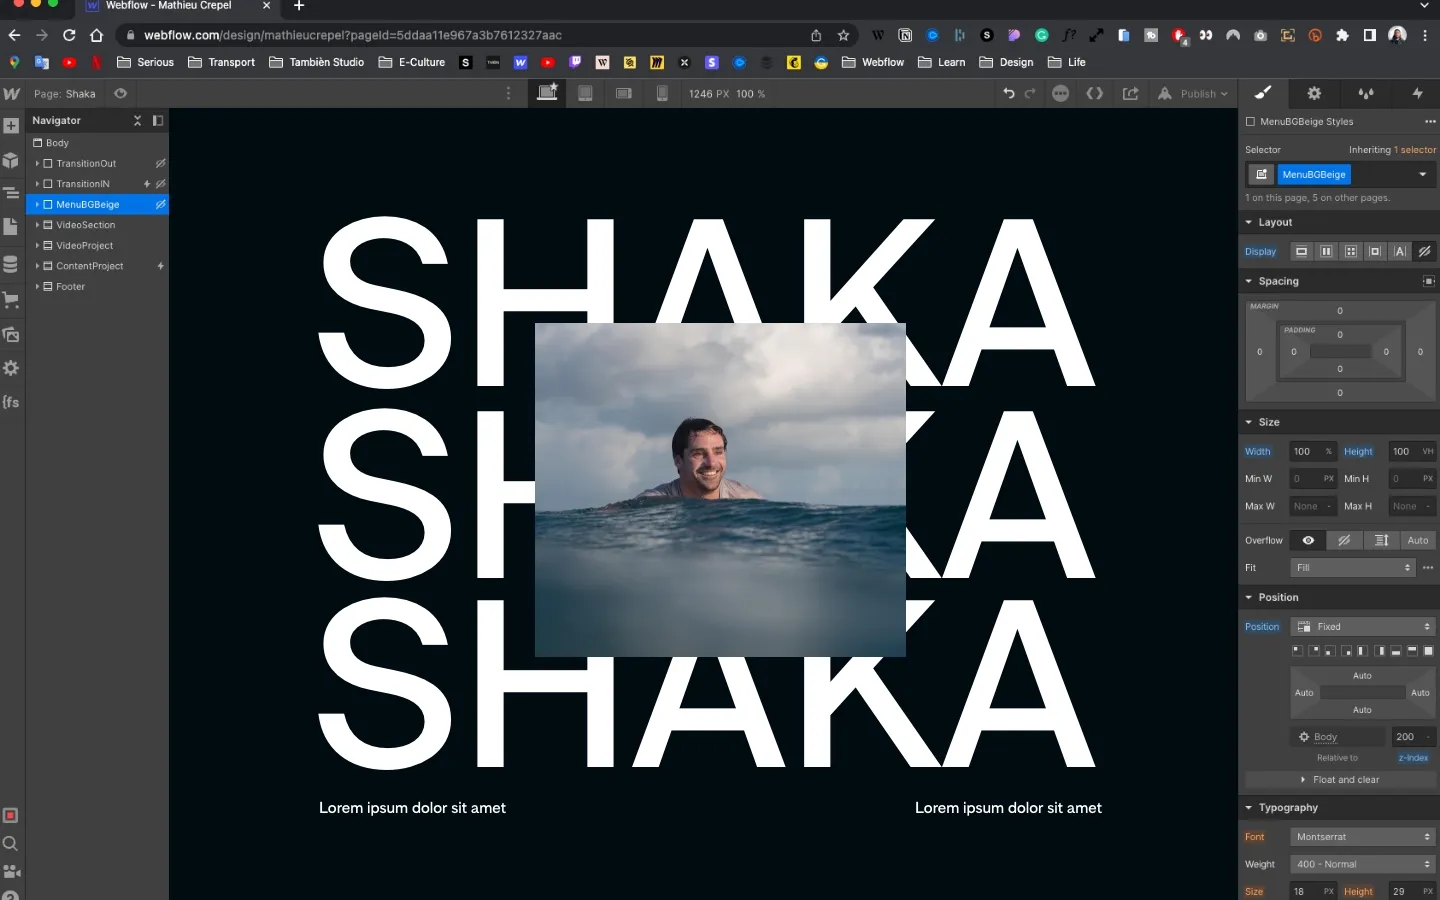 Webflow - Mathieu Crepel
webflow.com/design/mathieucrepel?pageId=5ddaa11e967a3b7612327aac
Serious
Transport
Tambièn Studio
E-Culture
Webflow
Learn
Design
Life
Page: Shaka
1246 PX 100 %
Publish
Navigator
Body
TransitionOut
TransitionIN
MenuBGBeige
VideoSection
VideoProject
ContentProject
Footer
SHAKA
SHAKA
SHAKA
Lorem ipsum dolor sit amet
Lorem ipsum dolor sit amet
MenuBGBeige Styles
Selector
Inheriting 1 selector
MenuBGBeige
1 on this page, 5 on other pages.
Layout
Display
Spacing
MARGIN
0
PADDING
0
0 0 0 0
0
0
Size
Width 100 % Height 100 VH
Min W 0 PX Min H 0 PX
Max W None - Max H None -
Overflow Auto
Fit Fill
Position
Position Fixed
Auto
Auto Auto
Auto
Body 200 -
Relative to z-Index
Float and clear
Typography
Font Montserrat
Weight 400 - Normal
Size 18 PX Height 29 PX